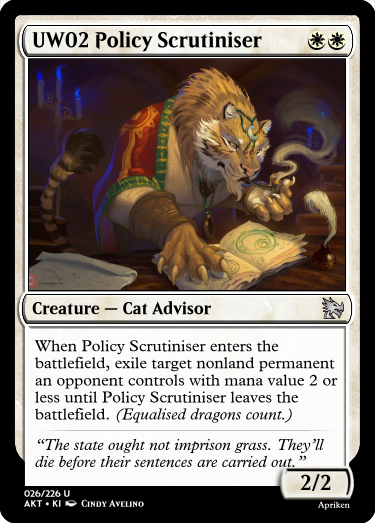 UW02 Policy Scrutiniser
Creature — Cat Advisor
When Policy Scrutiniser enters the
battlefield, exile target nonland permanent
an opponent controls with mana value 2 or
less until Policy Scrutiniser leaves the
battlefield. (Equalised dragons count.)
“The state ought not imprison grass. They’ll
die before their sentences are carried out.”
2/2
026/226 U
AKT • KI Cindy Avelino
Apriken